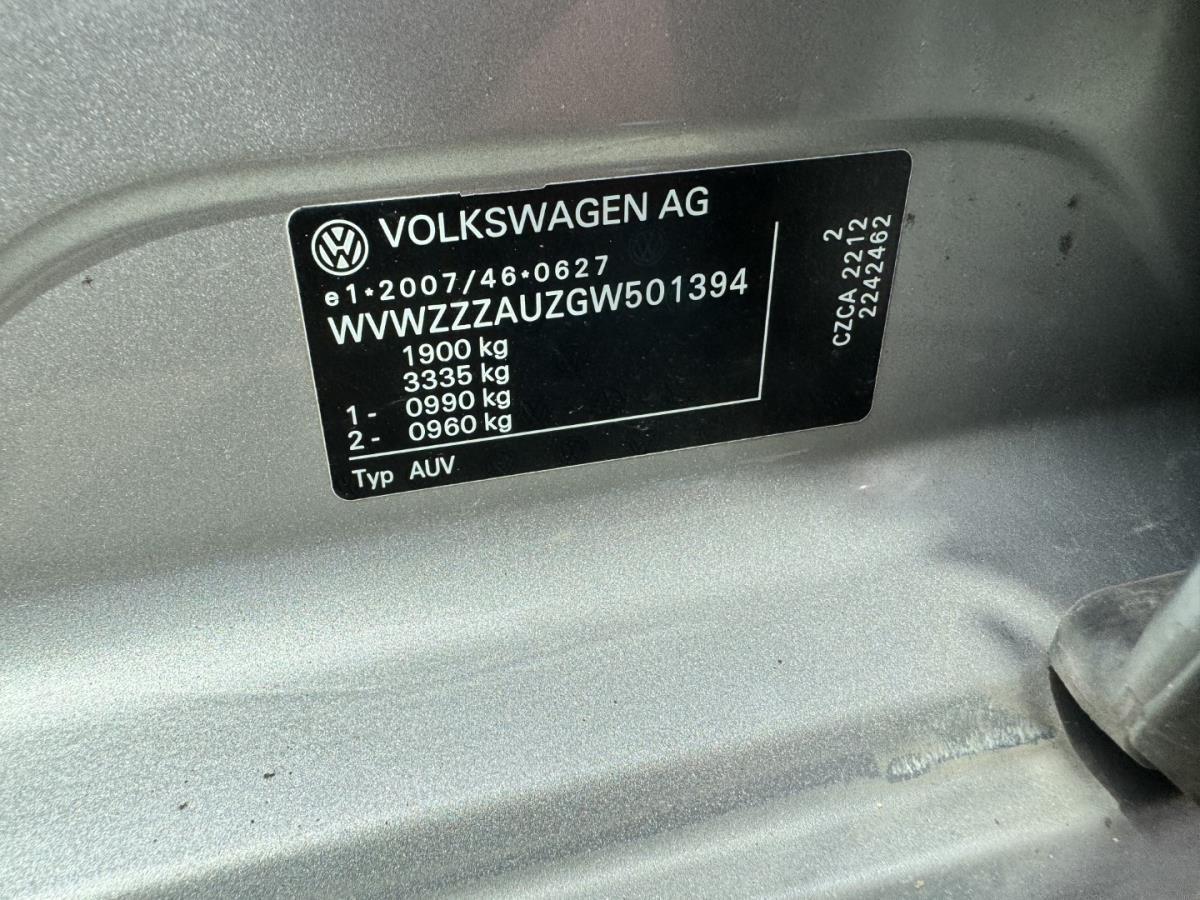 VOLKSWAGEN AG
e1*2007/46*0627
WVWZZZAUZGW501394
1900 kg
3335 kg
1- 0990 kg
2- 0960 kg
Typ AUV
2
CZCA 2212
2242462